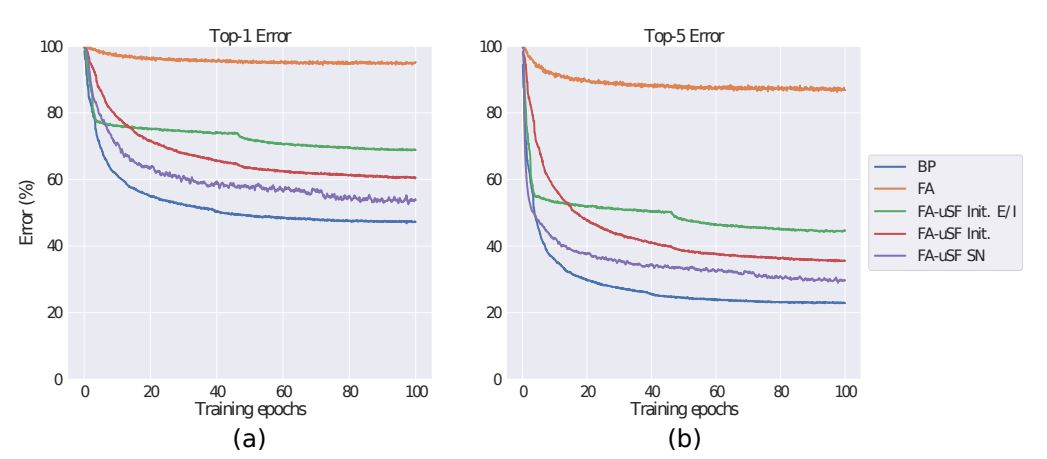 Top-1 Error
100
80
60
40
20
0
Error (%)
0 20 40 60 80 100
Training epochs
(a)
Top-5 Error
100
80
60
40
20
0
0 20 40 60 80 100
Training epochs
(b)
BP
FA
FA-uSF Init. E/I
FA-uSF Init.
FA-uSF SN